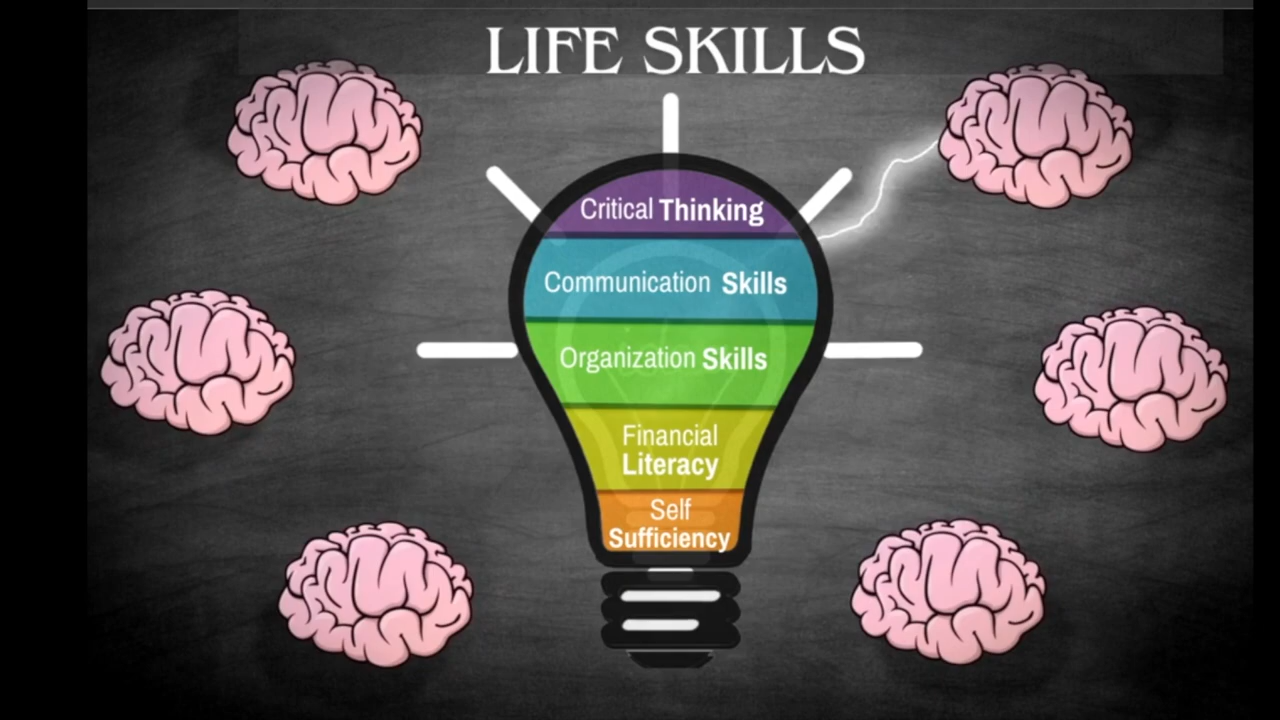 LIFE SKILLS
Critical Thinking
Communication Skills
Organization Skills
Financial
Literacy
Self
Sufficiency